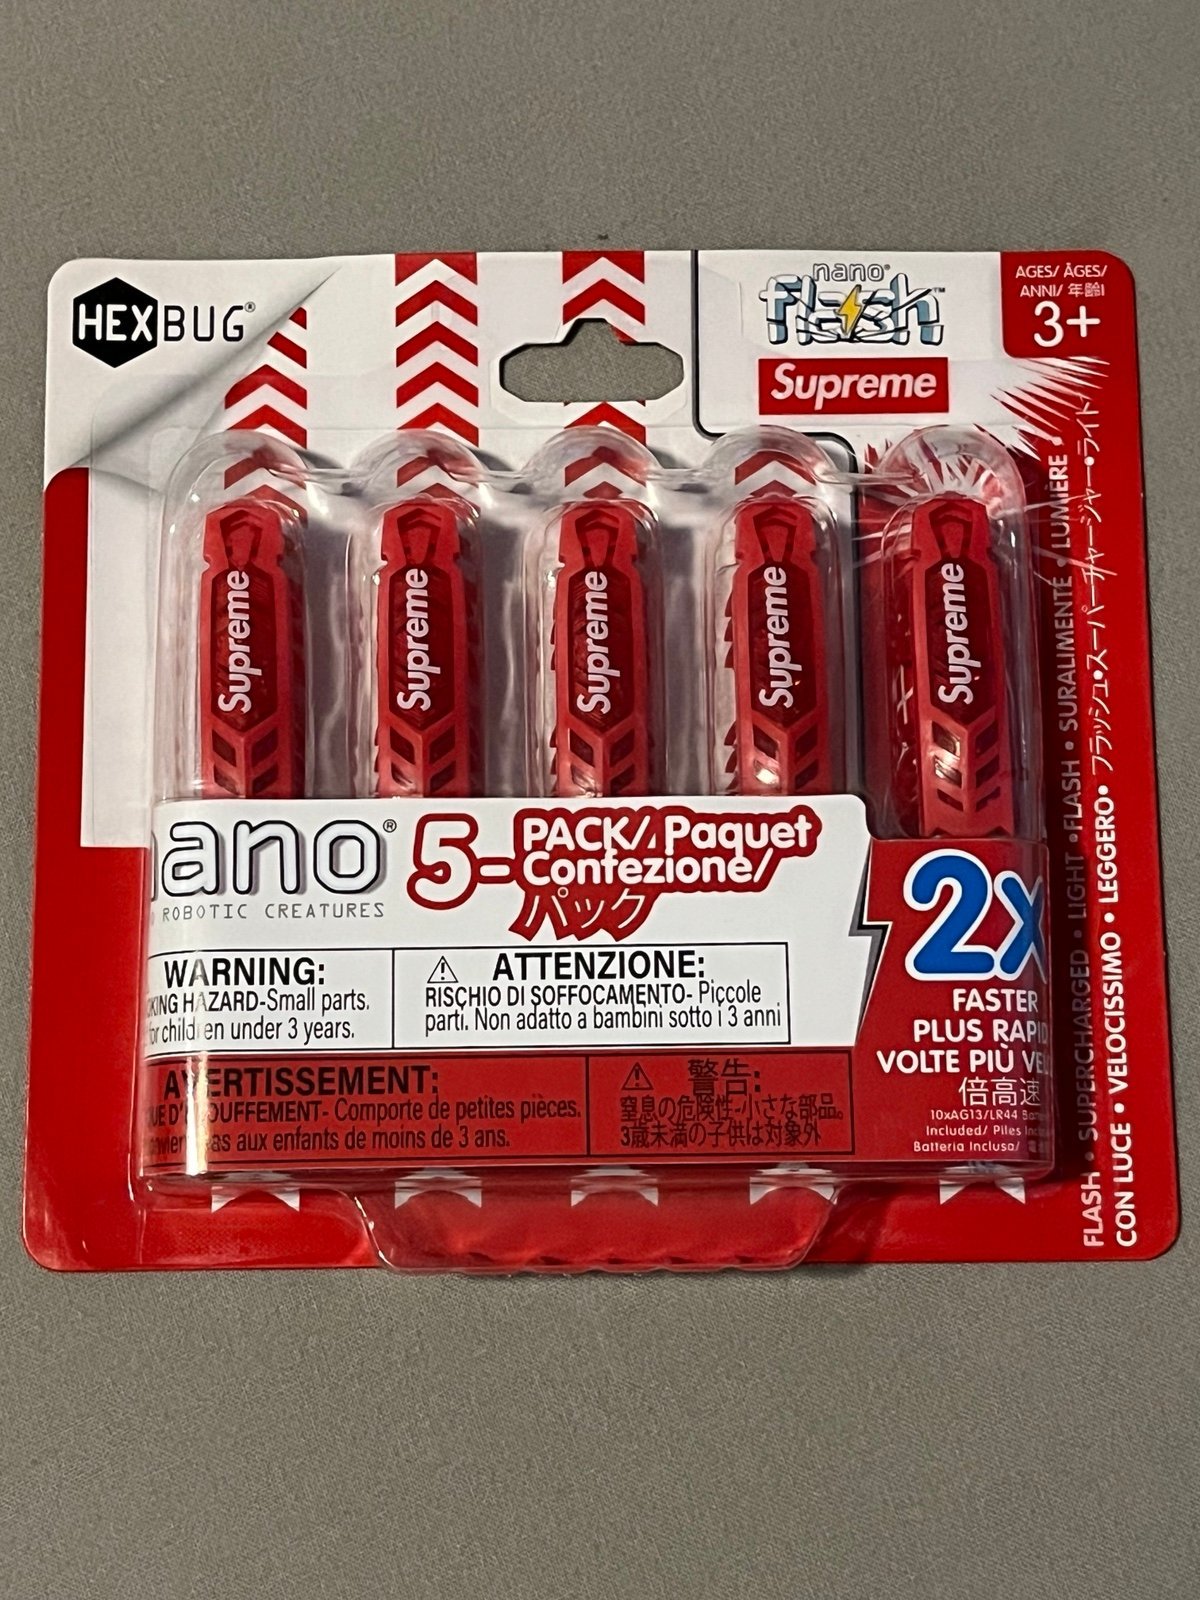 HEXBUG®
nano®
flash™
Supreme
AGES/ ÂGES/
ANNI/ 年齢/
3+
Supreme
Supreme
Supreme
Supreme
Supreme
ano®
ROBOTIC CREATURES
5-PACK/ Paquet
Confezione/
パック
WARNING:
HAZARD-Small parts.
for children under 3 years.
⚠ ATTENZIONE:
RISCHIO DI SOFFOCAMENTO- Piccole
parti. Non adatto a bambini sotto i 3 anni
AVERTISSEMENT:
Comporte de petites pièces.
pas aux enfants de moins de 3 ans.
⚠ 警告:
窒息の危険性-小さな部品。
3歳未満の子供は対象外
2x
FASTER
PLUS RAPID
VOLTE PIÙ VEL
倍高速
10xAG13/LR44
Included/ Piles
Batteria Inclusa/
FLASH • SUPERCHARGED • LIGHT •FLASH • SURALIMENTÉ • LUMIÈRE
CON LUCE • VELOCISSIMO • LEGGERO• フラッシュ•スーパーチャージャー•ライト